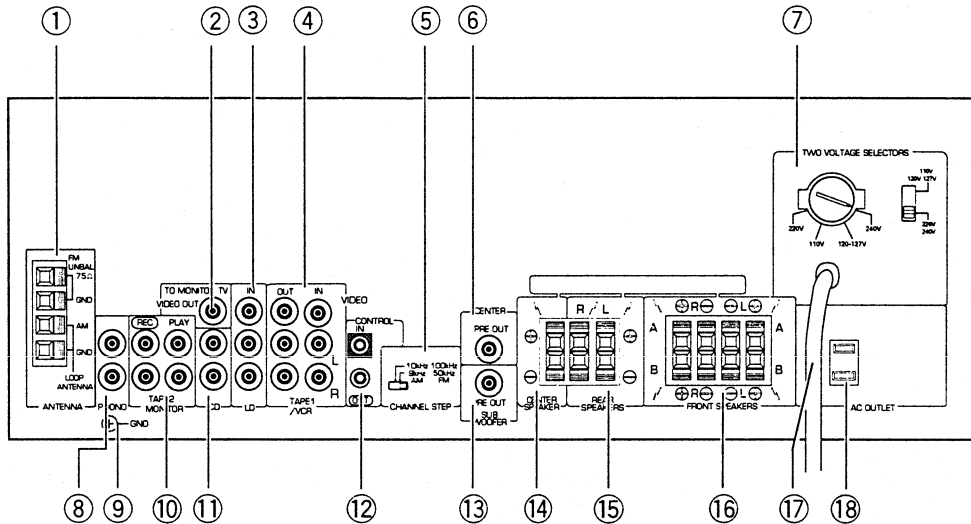 ① ② ③ ④ ⑤ ⑥ ⑦
TWO VOLTAGE SELECTORS
110V
120V 127V
220V
240V
220V
240V
110V
120-127V
FM
UNBAL
75Ω
GND
AM
GND
LOOP
ANTENNA
ANTENNA
TO MONITOR TV
VIDEO OUT
IN
OUT
IN
VIDEO
REC
PLAY
L
R
PHONO
TAPE2
MONITOR
CD
LD
TAPE1
/VCR
GND
CONTROL
IN
OUT
10kHz 100kHz
9kHz 50kHz
AM FM
CHANNEL STEP
CENTER
PRE OUT
PRE OUT
SUB
WOOFER
R L
CENTER
SPEAKER
REAR
SPEAKERS
R L
A A
B B
R L
FRONT SPEAKERS
AC OUTLET
⑧ ⑨ ⑩ ⑪ ⑫ ⑬ ⑭ ⑮ ⑯ ⑰ ⑱